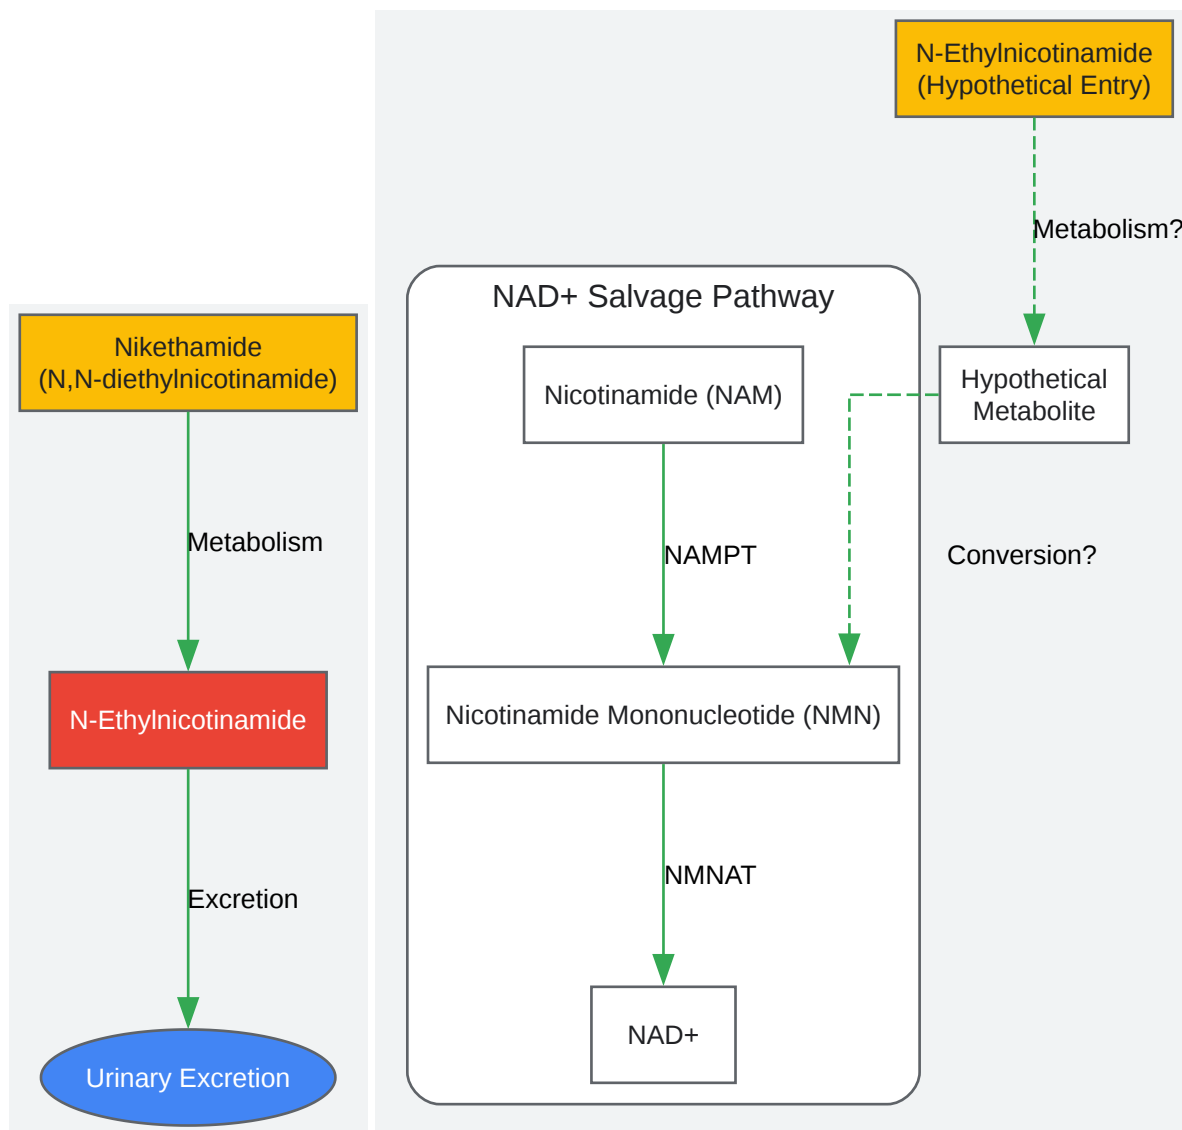 N-Ethylnicotinamide
(Hypothetical Entry)
Metabolism?
NAD+ Salvage Pathway
Nikethamide
(N,N-diethylnicotinamide)
Nicotinamide (NAM)
Hypothetical
Metabolite
Metabolism
NAMPT
Conversion?
N-Ethylnicotinamide
Nicotinamide Mononucleotide (NMN)
Excretion
NMNAT
NAD+
Urinary Excretion